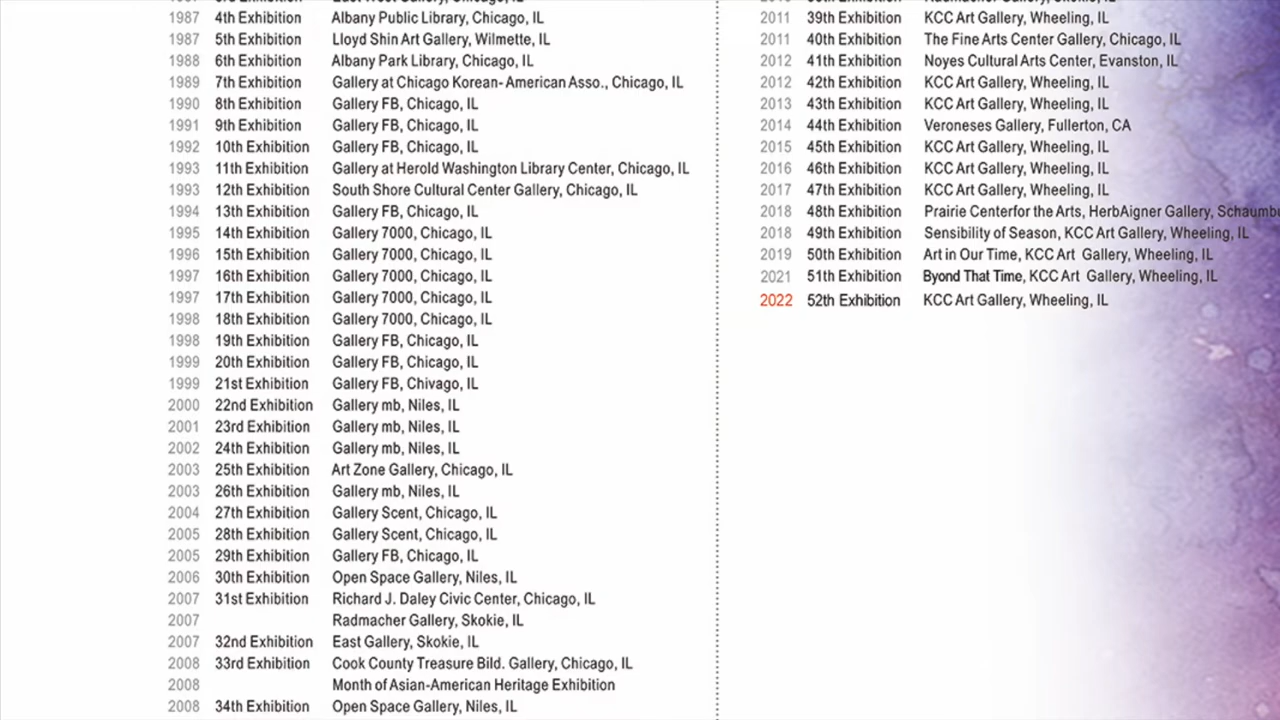 1987 4th Exhibition Albany Public Library, Chicago, IL
1987 5th Exhibition Lloyd Shin Art Gallery, Wilmette, IL
1988 6th Exhibition Albany Park Library, Chicago, IL
1989 7th Exhibition Gallery at Chicago Korean-American Asso., Chicago, IL
1990 8th Exhibition Gallery FB, Chicago, IL
1991 9th Exhibition Gallery FB, Chicago, IL
1992 10th Exhibition Gallery FB, Chicago, IL
1993 11th Exhibition Gallery at Herold Washington Library Center, Chicago, IL
1993 12th Exhibition South Shore Cultural Center Gallery, Chicago, IL
1994 13th Exhibition Gallery FB, Chicago, IL
1995 14th Exhibition Gallery 7000, Chicago, IL
1996 15th Exhibition Gallery 7000, Chicago, IL
1997 16th Exhibition Gallery 7000, Chicago, IL
1997 17th Exhibition Gallery 7000, Chicago, IL
1998 18th Exhibition Gallery 7000, Chicago, IL
1998 19th Exhibition Gallery FB, Chicago, IL
1999 20th Exhibition Gallery FB, Chicago, IL
1999 21st Exhibition Gallery FB, Chivago, IL
2000 22nd Exhibition Gallery mb, Niles, IL
2001 23rd Exhibition Gallery mb, Niles, IL
2002 24th Exhibition Gallery mb, Niles, IL
2003 25th Exhibition Art Zone Gallery, Chicago, IL
2003 26th Exhibition Gallery mb, Niles, IL
2004 27th Exhibition Gallery Scent, Chicago, IL
2005 28th Exhibition Gallery Scent, Chicago, IL
2005 29th Exhibition Gallery FB, Chicago, IL
2006 30th Exhibition Open Space Gallery, Niles, IL
2007 31st Exhibition Richard J. Daley Civic Center, Chicago, IL
2007 Radmacher Gallery, Skokie, IL
2007 32nd Exhibition East Gallery, Skokie, IL
2008 33rd Exhibition Cook County Treasure Bild. Gallery, Chicago, IL
2008 Month of Asian-American Heritage Exhibition
2008 34th Exhibition Open Space Gallery, Niles, IL
2011 39th Exhibition KCC Art Gallery, Wheeling, IL
2011 40th Exhibition The Fine Arts Center Gallery, Chicago, IL
2012 41th Exhibition Noyes Cultural Arts Center, Evanston, IL
2012 42th Exhibition KCC Art Gallery, Wheeling, IL
2013 43th Exhibition KCC Art Gallery, Wheeling, IL
2014 44th Exhibition Veroneses Gallery, Fullerton, CA
2015 45th Exhibition KCC Art Gallery, Wheeling, IL
2016 46th Exhibition KCC Art Gallery, Wheeling, IL
2017 47th Exhibition KCC Art Gallery, Wheeling, IL
2018 48th Exhibition Prairie Centerfor the Arts, HerbAigner Gallery,
2018 49th Exhibition Sensibility of Season, KCC Art Gallery, Wheeling, IL
2019 50th Exhibition Art in Our Time, KCC Art Gallery, Wheeling, IL
2021 51th Exhibition Byond That Time, KCC Art Gallery, Wheeling, IL
2022 52th Exhibition KCC Art Gallery, Wheeling, IL